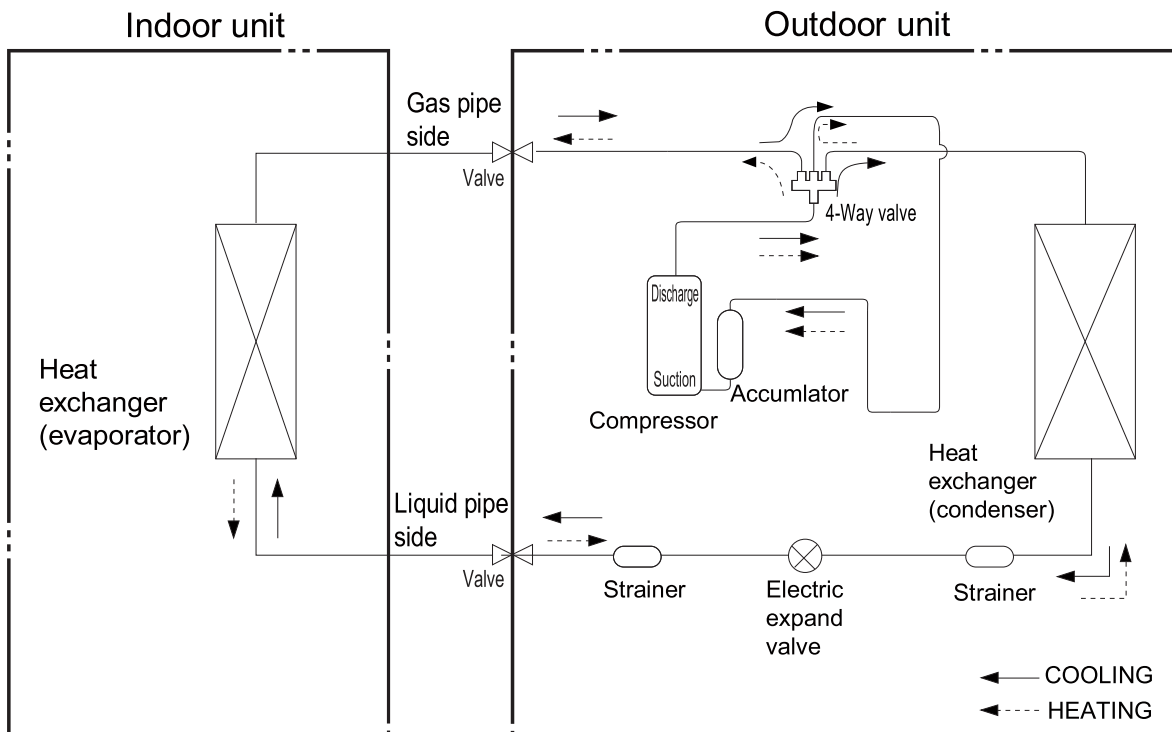 Indoor unit
Outdoor unit
Gas pipe
side
Valve
4-Way valve
Discharge
Suction
Accumlator
Compressor
Heat
exchanger
(evaporator)
Heat
exchanger
(condenser)
Liquid pipe
side
Valve
Strainer
Electric
expand
valve
Strainer
COOLING
HEATING